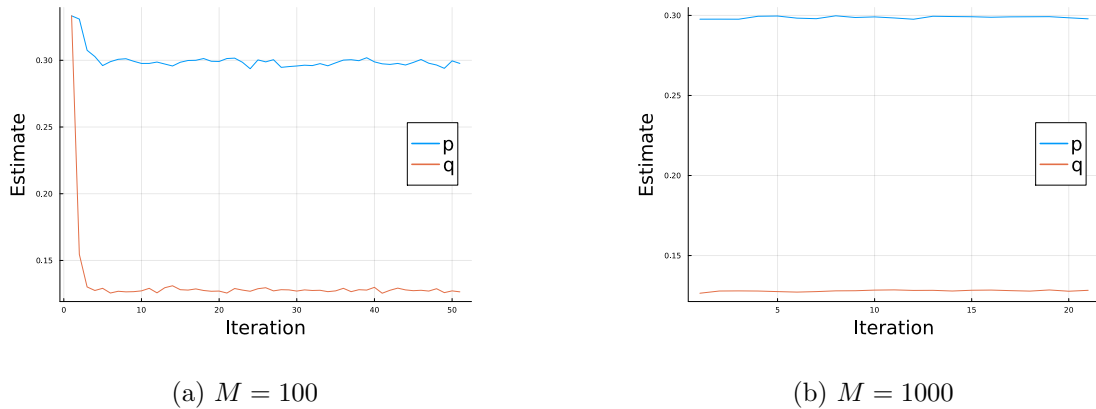 0.30
0.25
0.20
0.15
Estimate
0 10 20 30 40 50
Iteration
p
q
(a) M = 100
0.30
0.25
0.20
0.15
Estimate
5 10 15 20
Iteration
p
q
(b) M = 1000